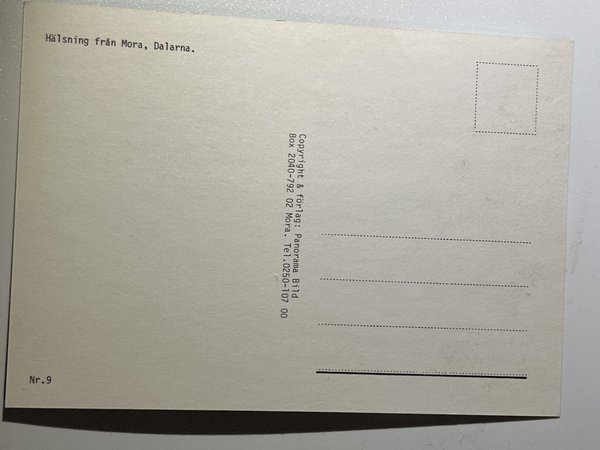 Hälsning från Mora, Dalarna.
Copyright & förlag: Panorama Bild
Box 2040-792 02 Mora. Tel.0250-107 00
Nr.9